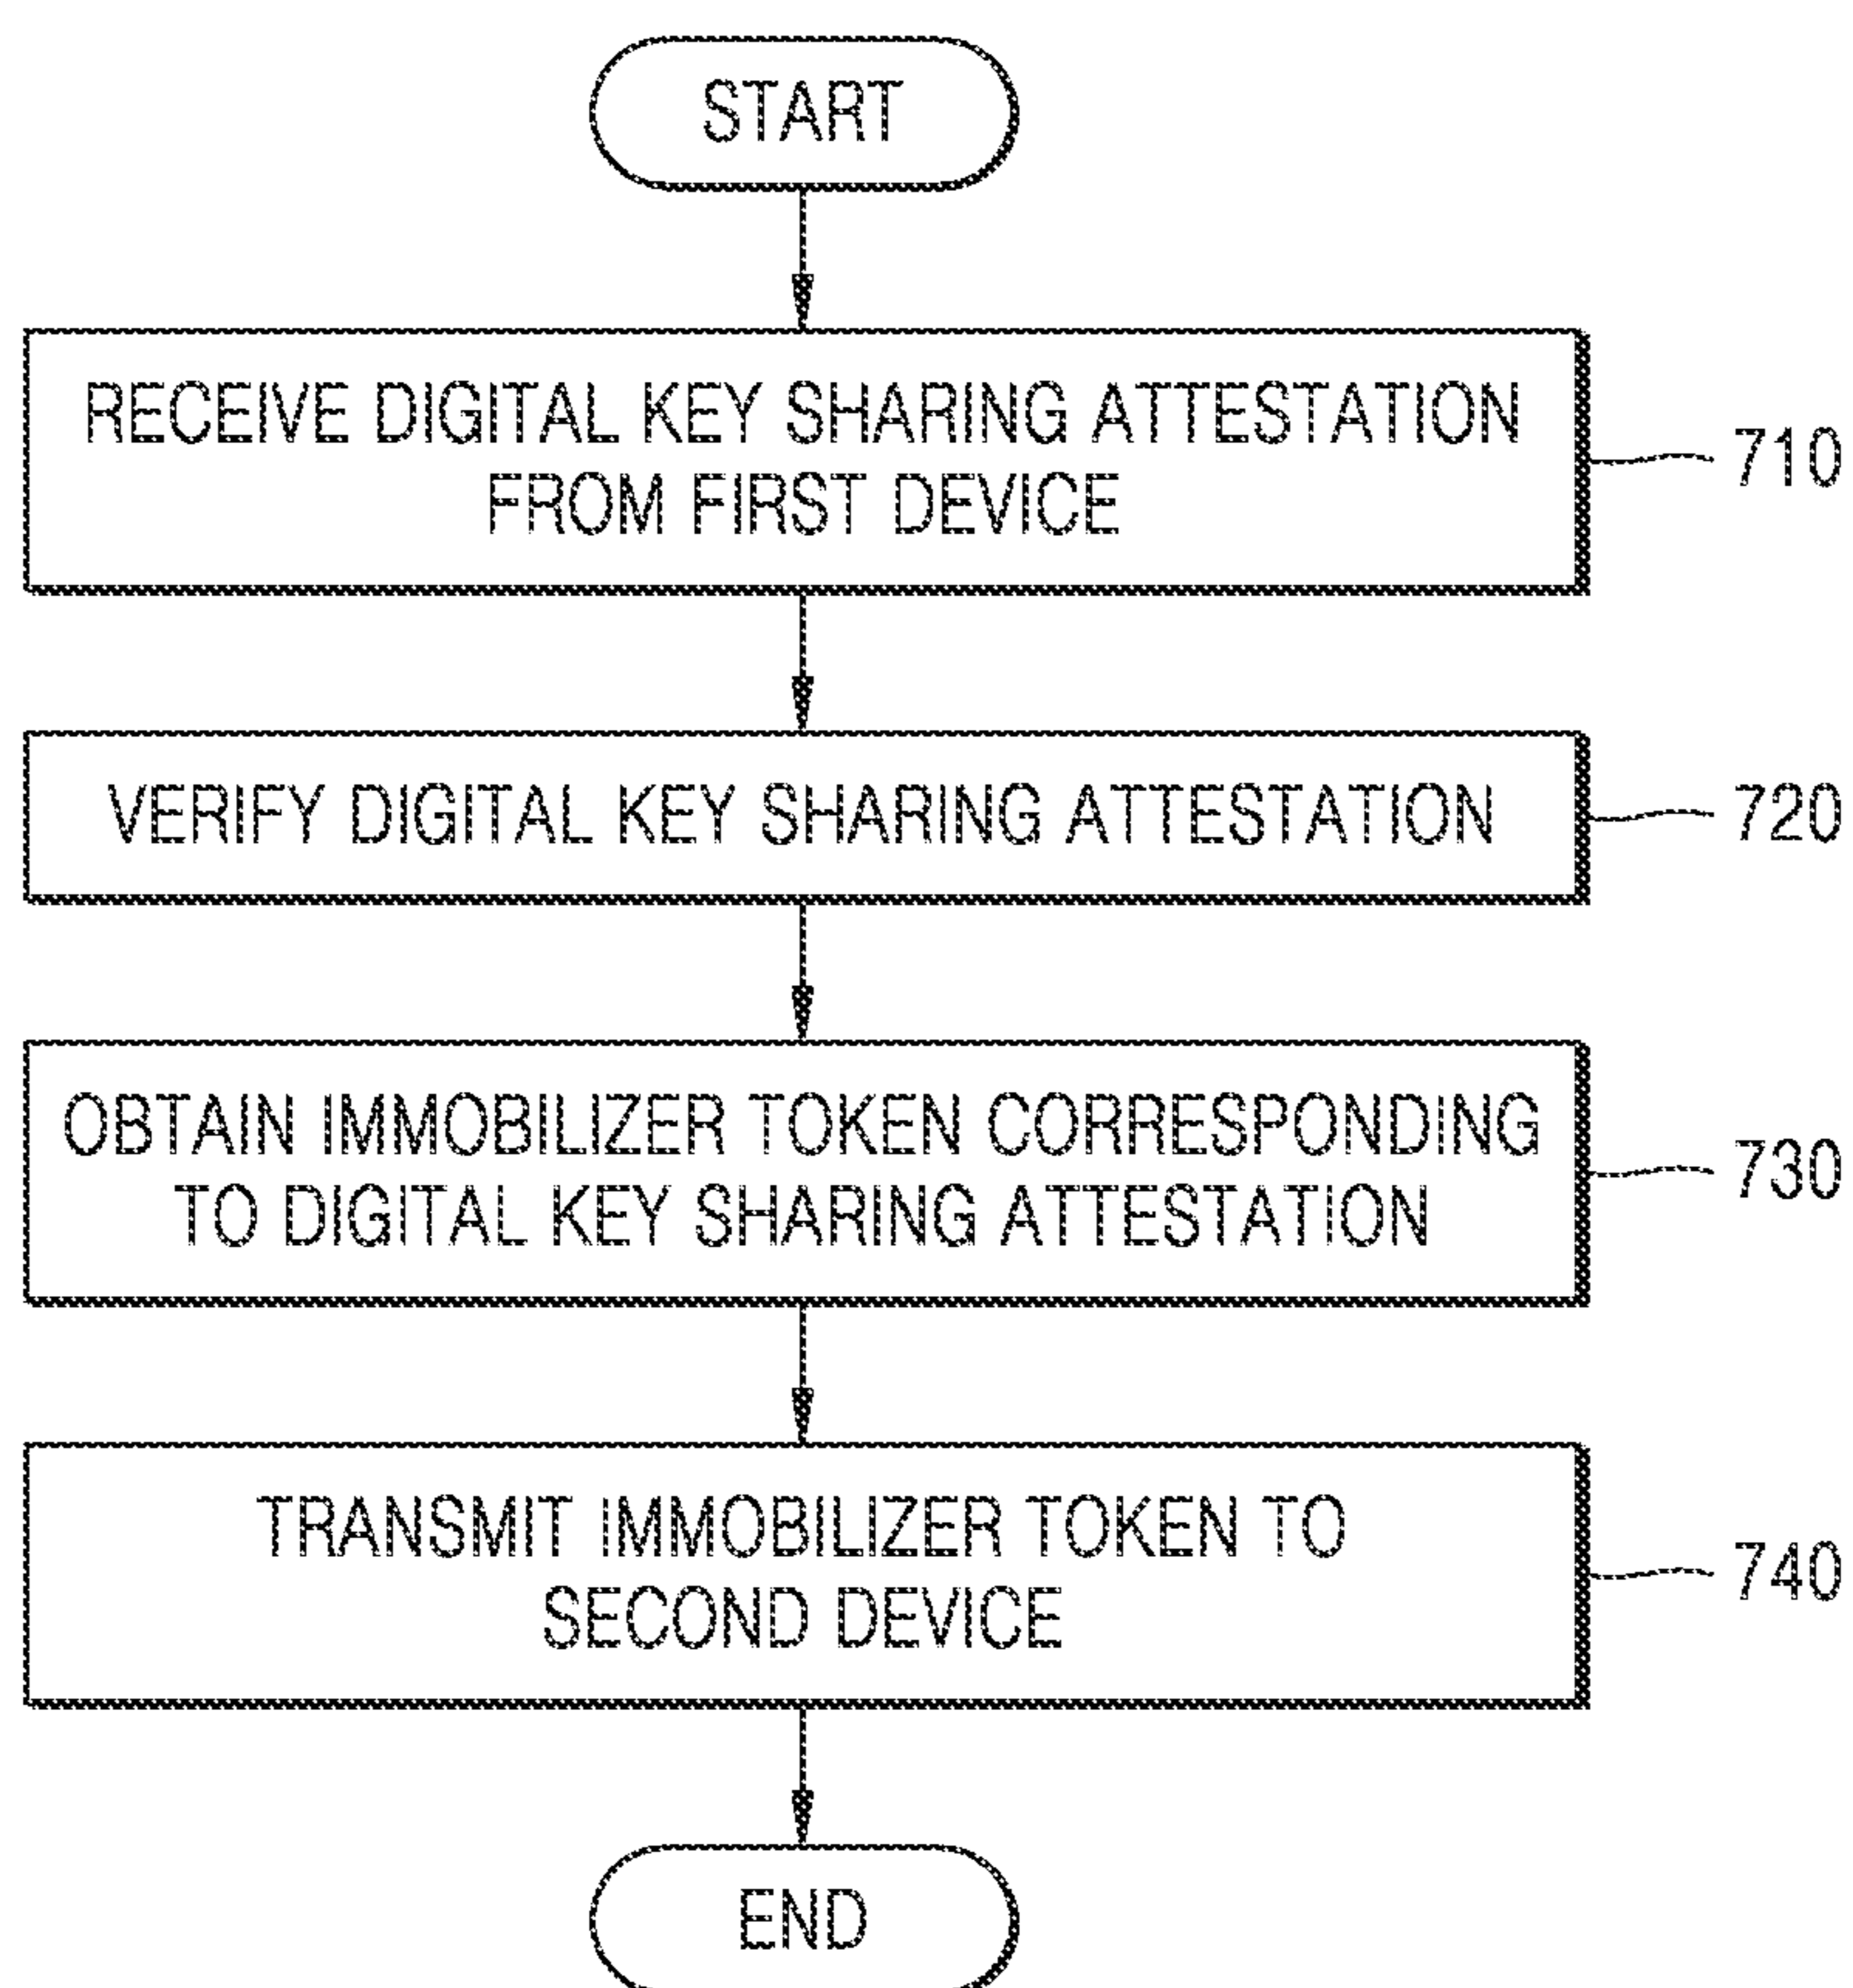 START
RECEIVE DIGITAL KEY SHARING ATTESTATION
FROM FIRST DEVICE
710
VERIFY DIGITAL KEY SHARING ATTESTATION
720
OBTAIN IMMOBILIZER TOKEN CORRESPONDING
TO DIGITAL KEY SHARING ATTESTATION
730
TRANSMIT IMMOBILIZER TOKEN TO
SECOND DEVICE
740
END